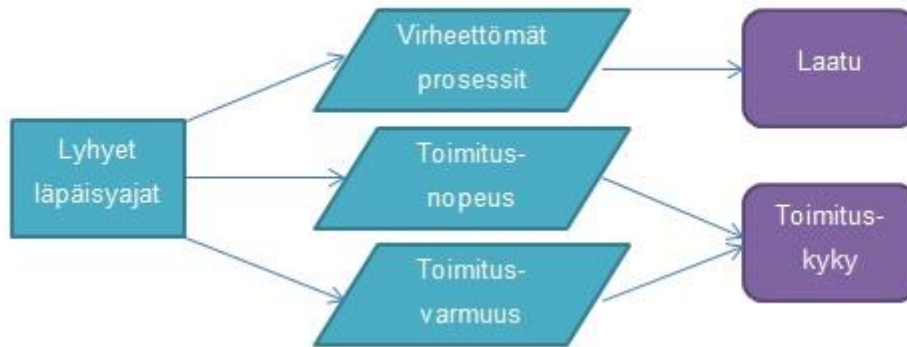 Lyhyet
läpäisyajat
Virheettömät
prosessit
Toimitus-
nopeus
Toimitus-
varmuus
Laatu
Toimitus-
kyky